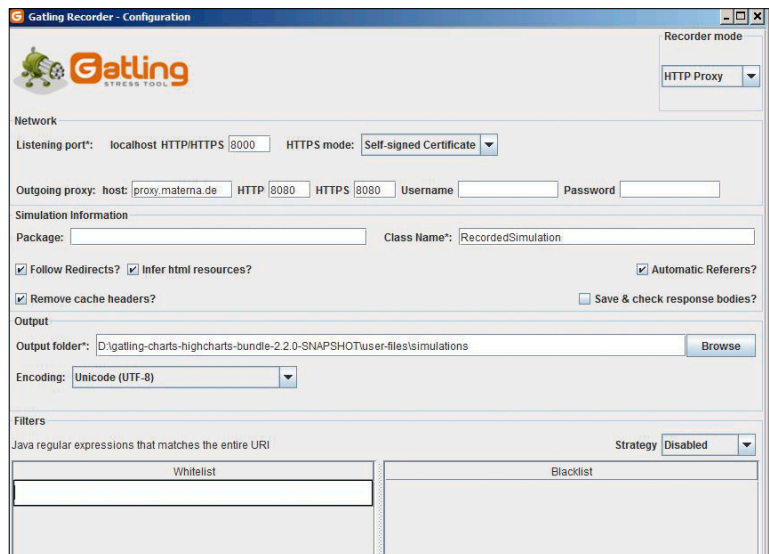 Gatling Recorder - Configuration
Gatling
STRESS TOOL
Recorder mode
HTTP Proxy
Network
Listening port*: localhost HTTP/HTTPS 8000 HTTPS mode: Self-signed Certificate
Outgoing proxy: host: proxy.materna.de HTTP 8080 HTTPS 8080 Username Password
Simulation Information
Package: Class Name*: RecordedSimulation
Follow Redirects? Infer html resources? Automatic Referers?
Remove cache headers? Save & check response bodies?
Output
Output folder*: D:\gatling-charts-highcharts-bundle-2.2.0-SNAPSHOT\user-files\simulations Browse
Encoding: Unicode (UTF-8)
Filters
Java regular expressions that matches the entire URI Strategy Disabled
Whitelist Blacklist